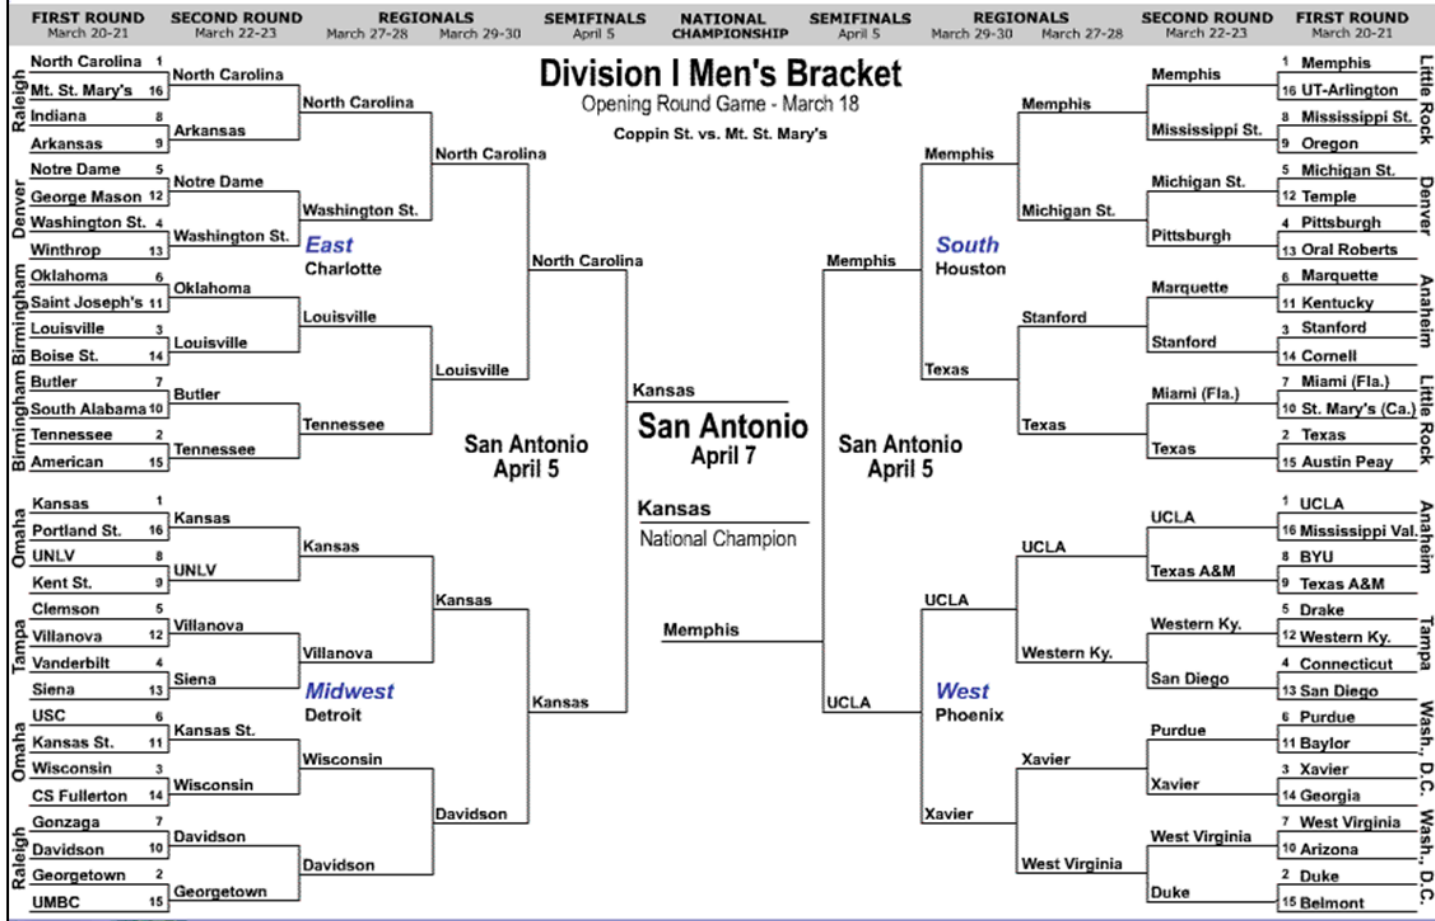 FIRST ROUND SECOND ROUND REGIONALS SEMIFINALS NATIONAL SEMIFINALS REGIONALS SECOND ROUND FIRST ROUND
March 20-21 March 22-23 March 27-28 March 29-30 April 5 CHAMPIONSHIP April 5 March 29-30 March 27-28 March 22-23 March 20-21
Division I Men's Bracket
Opening Round Game - March 18
Coppin St. vs. Mt. St. Mary's
Raleigh
North Carolina 1
Mt. St. Mary's 16
Indiana 8
Arkansas 9
Denver
Notre Dame 5
George Mason 12
Washington St. 4
Winthrop 13
Birmingham
Oklahoma 6
Saint Joseph's 11
Louisville 3
Boise St. 14
Birmingham
Butler 7
South Alabama 10
Tennessee 2
American 15
North Carolina
Arkansas
Notre Dame
Washington St.
Oklahoma
Louisville
Butler
Tennessee
North Carolina
Washington St.
East
Charlotte
Louisville
Tennessee
North Carolina
Louisville
North Carolina
San Antonio
April 5
Omaha
Kansas 1
Portland St. 16
UNLV 8
Kent St. 9
Tampa
Clemson 5
Villanova 12
Vanderbilt 4
Siena 13
Omaha
USC 6
Kansas St. 11
Wisconsin 3
CS Fullerton 14
Raleigh
Gonzaga 7
Davidson 10
Georgetown 2
UMBC 15
Kansas
UNLV
Villanova
Siena
Kansas St.
Wisconsin
Davidson
Georgetown
Kansas
Villanova
Midwest
Detroit
Wisconsin
Davidson
Kansas
Davidson
Kansas
Kansas
San Antonio
April 7
Kansas
National Champion
Memphis
San Antonio
April 5
Memphis
UCLA
Memphis
South
Houston
Texas
Memphis
Michigan St.
Stanford
Texas
Memphis
Mississippi St.
Michigan St.
Pittsburgh
Marquette
Stanford
Miami (Fla.)
Texas
1 Memphis
16 UT-Arlington
8 Mississippi St.
9 Oregon
Little Rock
5 Michigan St.
12 Temple
4 Pittsburgh
13 Oral Roberts
Denver
6 Marquette
11 Kentucky
3 Stanford
14 Cornell
Anaheim
7 Miami (Fla.)
10 St. Mary's (Ca.)
2 Texas
15 Austin Peay
Little Rock
UCLA
West
Phoenix
Xavier
UCLA
Western Ky.
Xavier
West Virginia
UCLA
Texas A&M
Western Ky.
San Diego
Purdue
Xavier
West Virginia
Duke
1 UCLA
16 Mississippi Val.
8 BYU
9 Texas A&M
Anaheim
5 Drake
12 Western Ky.
4 Connecticut
13 San Diego
Tampa
6 Purdue
11 Baylor
3 Xavier
14 Georgia
Wash., D.C.
7 West Virginia
10 Arizona
2 Duke
15 Belmont
Wash., D.C.